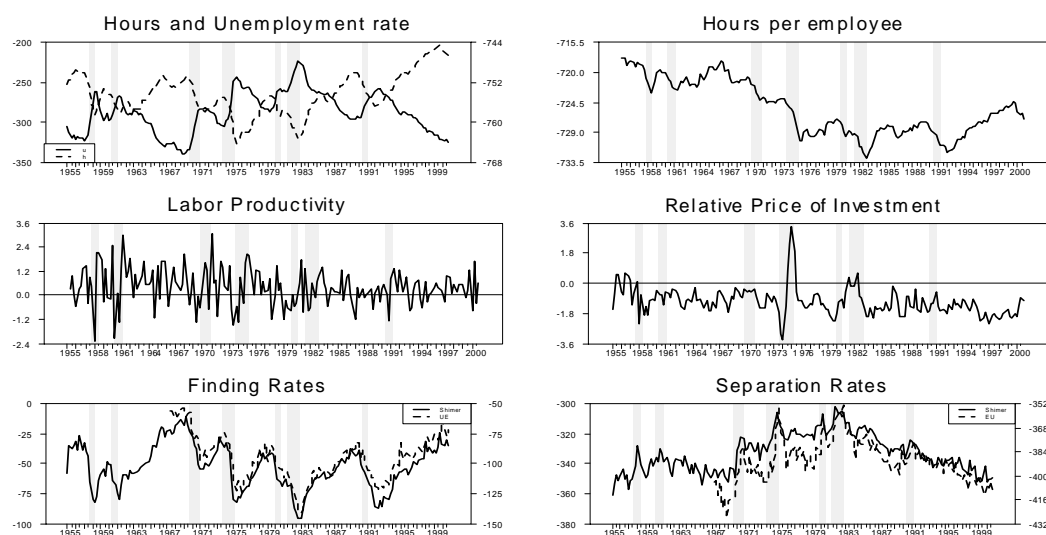 Hours and Unemployment rate
-200
-250
-300
-350
-744
-752
-760
-768
u
h
1955 1958 1961 1964 1967 1971 1975 1979 1983 1987 1991 1995 1999
Hours per employee
-715.5
-720.0
-724.5
-729.0
-733.5
1955 1958 1961 1964 1967 1970 1973 1976 1979 1982 1985 1988 1991 1994 1997 2000
Labor Productivity
3.6
2.4
1.2
0.0
-1.2
-2.4
1955 1958 1961 1964 1967 1970 1973 1976 1979 1982 1985 1988 1991 1994 1997 2000
Relative Price of Investment
3.6
1.8
0.0
-1.8
-3.6
1955 1958 1961 1964 1967 1970 1973 1976 1979 1982 1985 1988 1991 1994 1997 2000
Finding Rates
0
-25
-50
-75
-100
-50
-75
-100
-125
-150
Shimer
UE
1955 1959 1963 1967 1971 1975 1979 1983 1987 1991 1995 1999
Separation Rates
-300
-320
-340
-360
-380
-352
-368
-384
-400
-416
-432
Shimer
EU
1955 1959 1963 1967 1971 1975 1979 1983 1987 1991 1995 1999